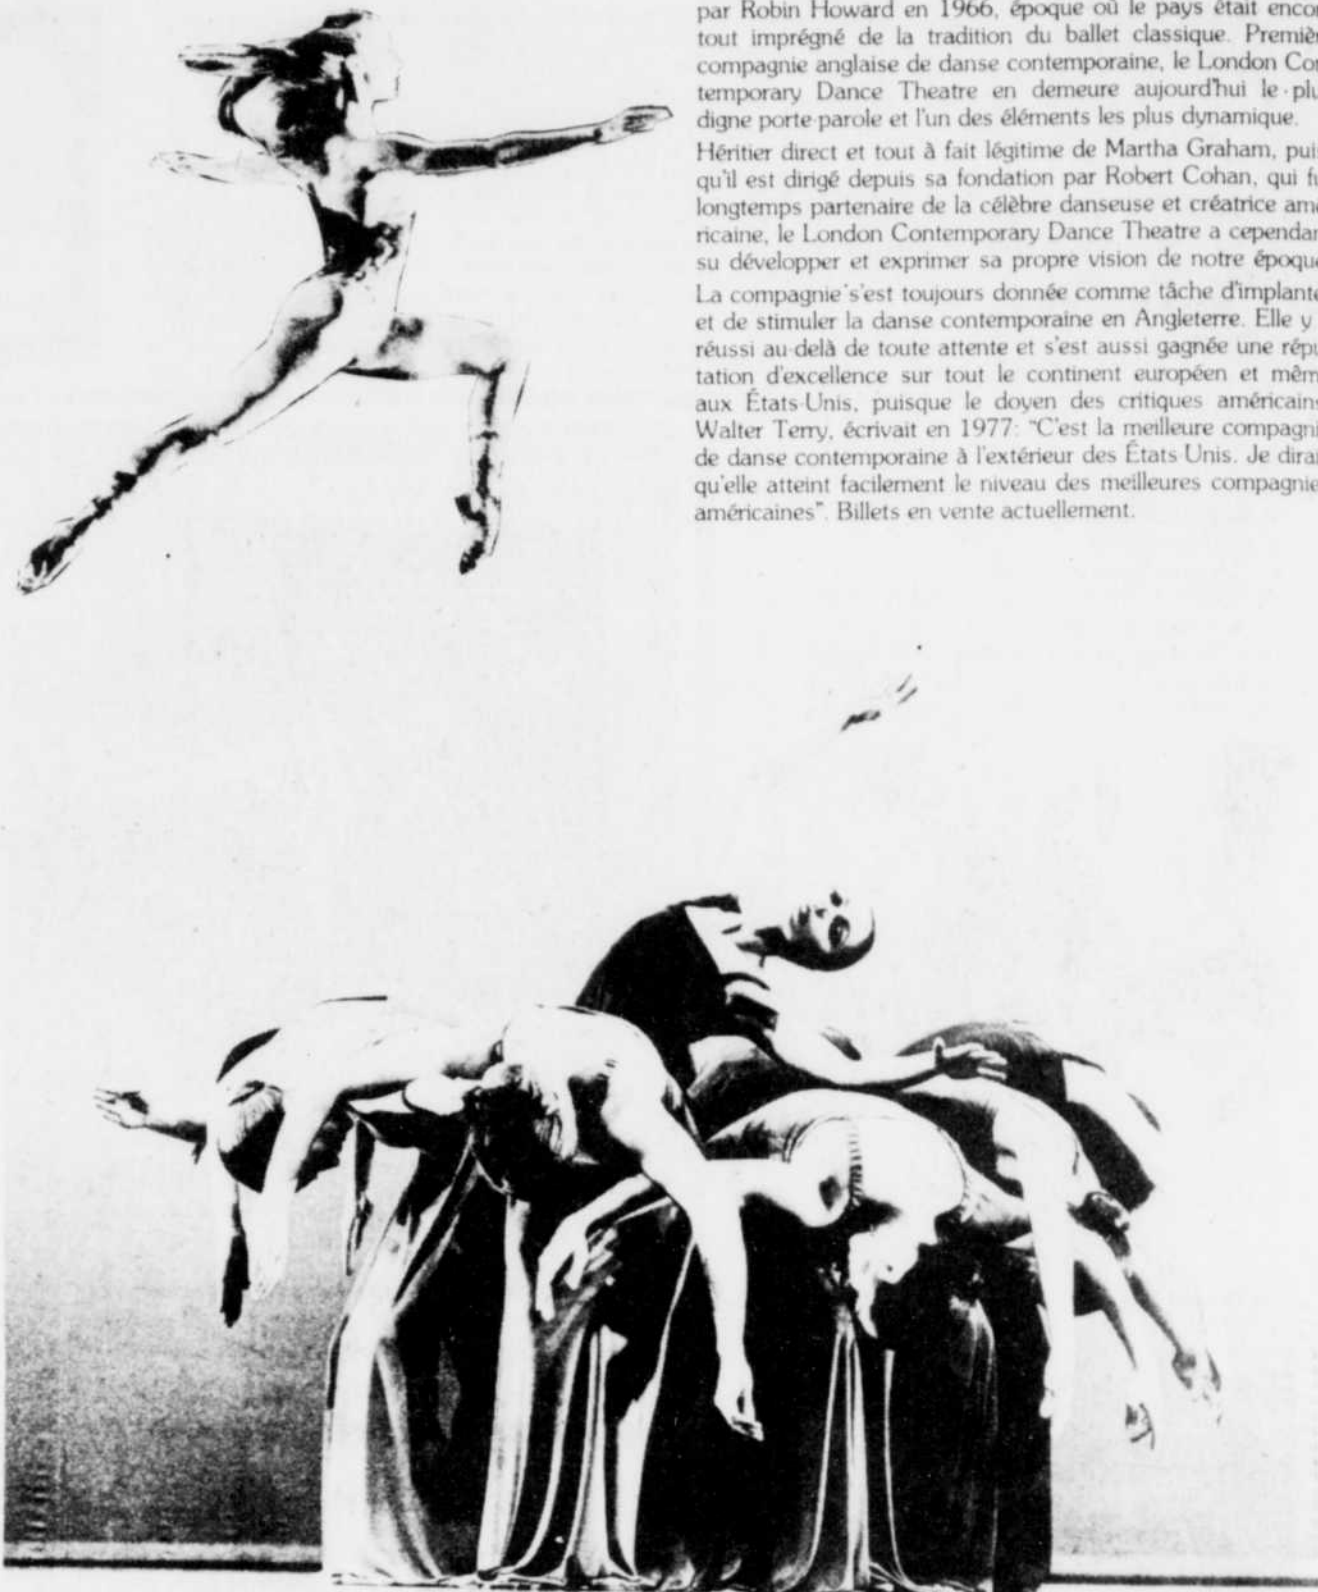 par Robin Howard en 1966, époque où le pays était enco
tout imprégné de la tradition du ballet classique. Premiè
compagnie anglaise de danse contemporaine, le London Co
temporary Dance Theatre en demeure aujourd'hui le plu
digne porte-parole et l'un des éléments les plus dynamique.
Héritier direct et tout à fait légitime de Martha Graham, pui
qu'il est dirigé depuis sa fondation par Robert Cohan, qui fu
longtemps partenaire de la célèbre danseuse et créatrice amé
ricaine, le London Contemporary Dance Theatre a cependan
su développer et exprimer sa propre vision de notre époque
La compagnie s'est toujours donnée comme tâche d'implante
et de stimuler la danse contemporaine en Angleterre. Elle y
réussi au-delà de toute attente et s'est aussi gagnée une répu
tation d'excellence sur tout le continent européen et mêm
aux États-Unis, puisque le doyen des critiques américains
Walter Terry, écrivait en 1977: "C'est la meilleure compagni
de danse contemporaine à l'extérieur des États-Unis. Je dirai
qu'elle atteint facilement le niveau des meilleures compagnie
américaines". Billets en vente actuellement.